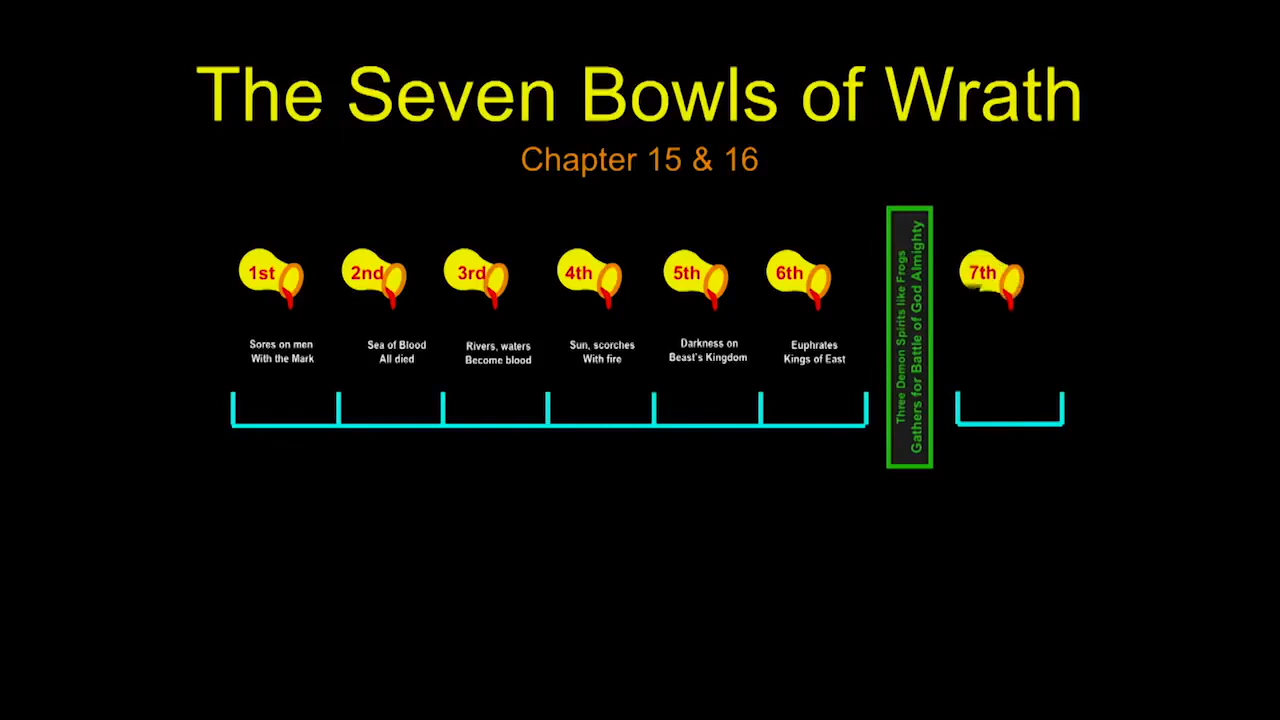 The Seven Bowls of Wrath
Chapter 15 & 16
1st
2nd
3rd
4th
5th
6th
7th
Sores on men
With the Mark
Sea of Blood
All died
Rivers, waters
Become blood
Sun, scorches
With fire
Darkness on
Beast's Kingdom
Euphrates
Kings of East
Three Demon Spirits like Frogs
Gathers for Battle of God Almighty